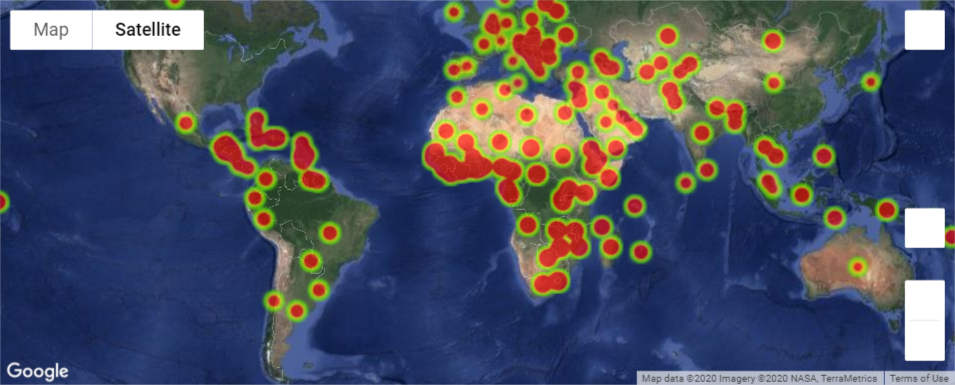 Map Satellite
Google
Map data ©2020 Imagery ©2020 NASA, TerraMetrics Terms of Use